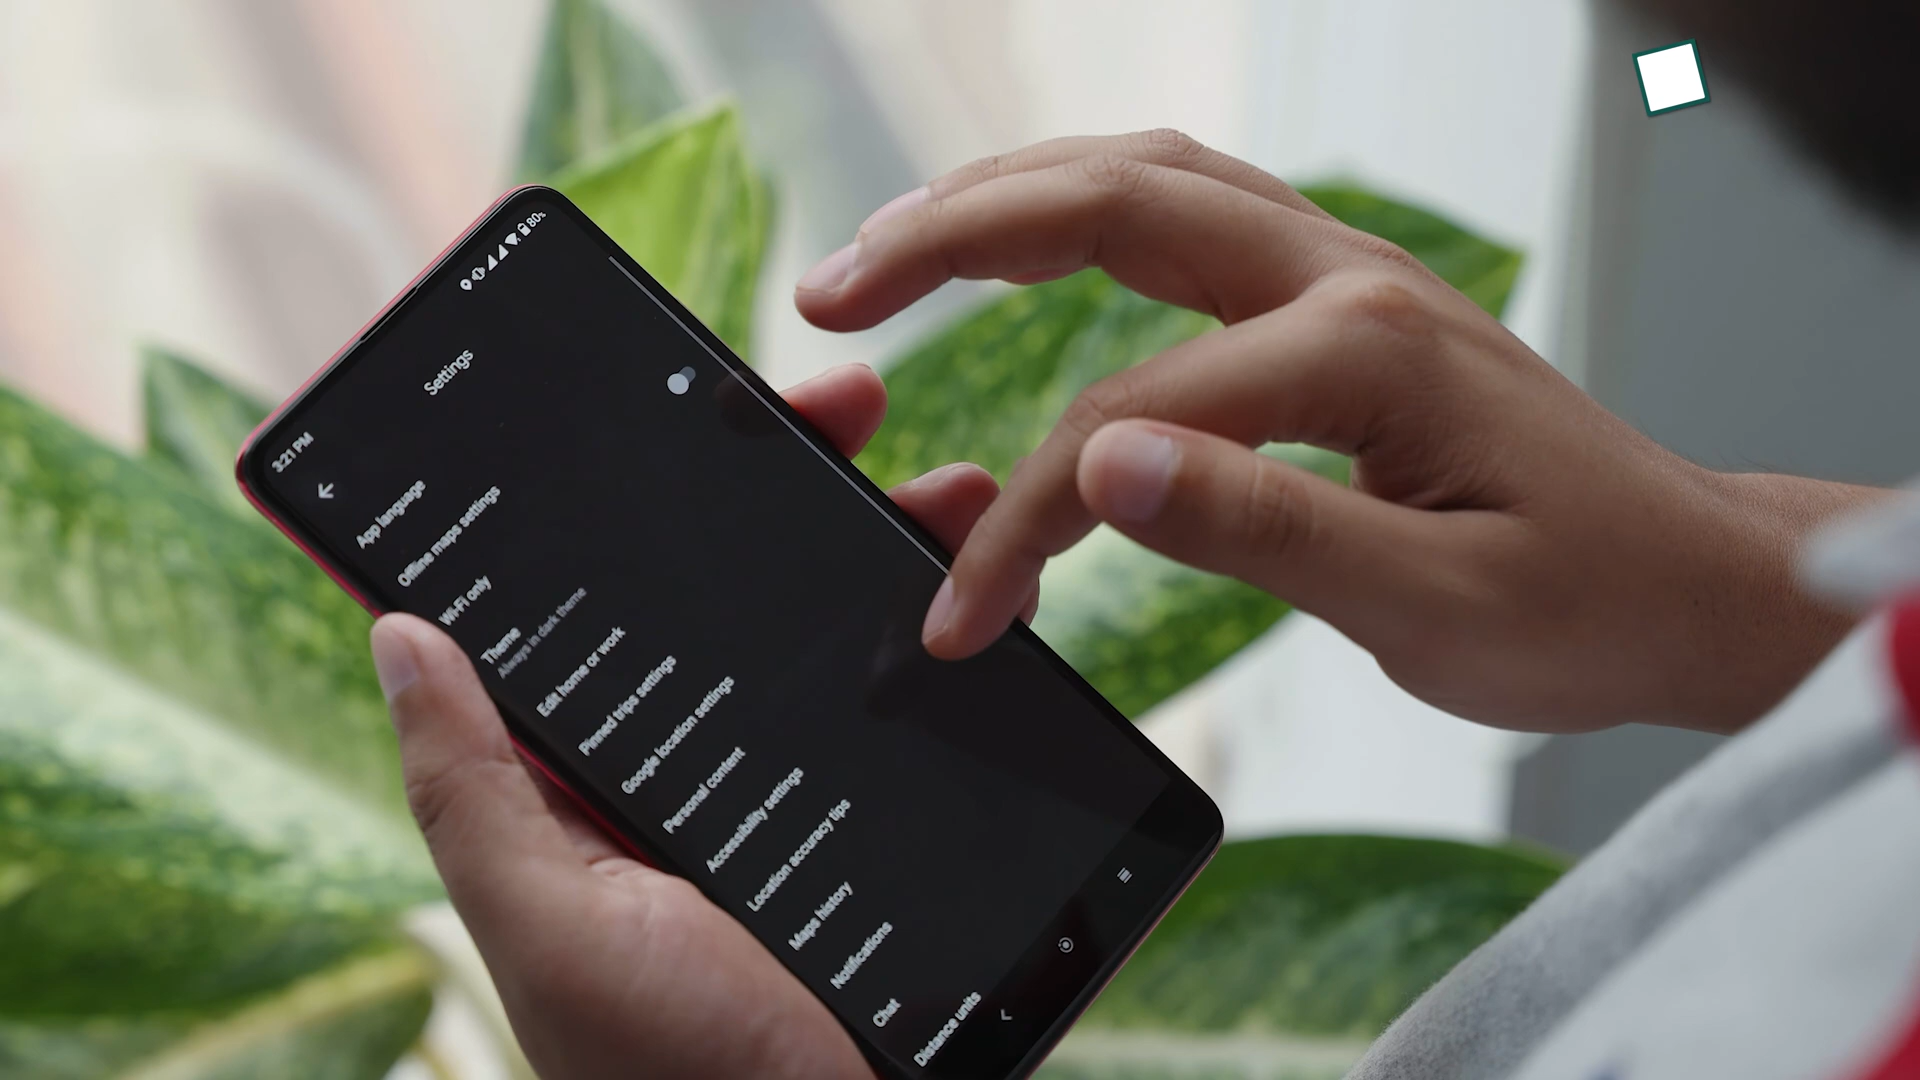 3:21 PM
80%
Settings
App language
Offline maps settings
Wi-Fi only
Theme
Always in dark theme
Edit home or work
Pinned trips settings
Google location settings
Personal content
Accessibility settings
Location accuracy tips
Maps history
Notifications
Chat
Distance units